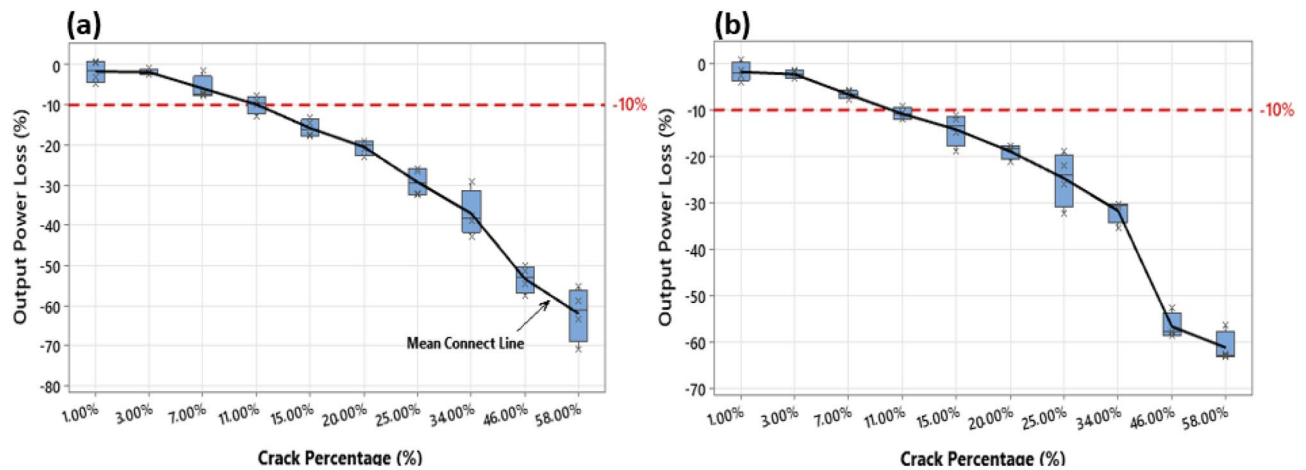 (a)
Output Power Loss (%)
0
-10
-20
-30
-40
-50
-60
-70
-80
-10%
Mean Connect Line
1.00% 3.00% 7.00% 11.00% 15.00% 20.00% 25.00% 34.00% 46.00% 58.00%
Crack Percentage (%)
(b)
Output Power Loss (%)
0
-10
-20
-30
-40
-50
-60
-70
-10%
1.00% 3.00% 7.00% 11.00% 15.00% 20.00% 25.00% 34.00% 46.00% 58.00%
Crack Percentage (%)